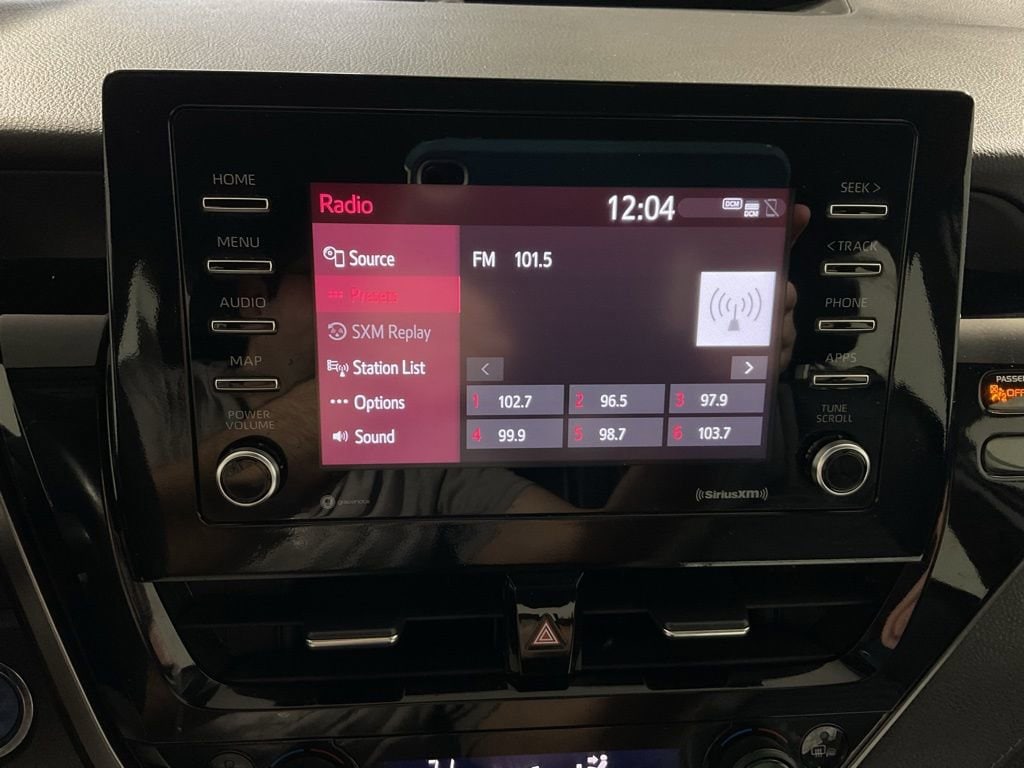 HOME
MENU
AUDIO
MAP
POWER
VOLUME
Radio
12:04
DCM
DCM
Source
Presets
SXM Replay
Station List
Options
Sound
FM 101.5
<
>
1 102.7
2 96.5
3 97.9
4 99.9
5 98.7
6 103.7
gracenote
((SiriusXM))
SEEK >
< TRACK
PHONE
APPS
TUNE
SCROLL
OFF